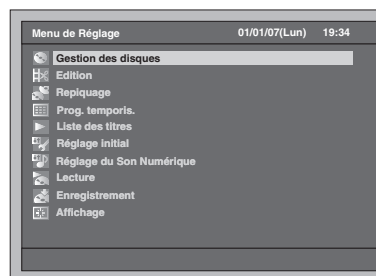 Menu de Réglage 01/01/07(Lun) 19:34
Gestion des disques
Edition
Repiquage
Prog. temporis.
Liste des titres
Réglage initial
Réglage du Son Numérique
Lecture
Enregistrement
Affichage